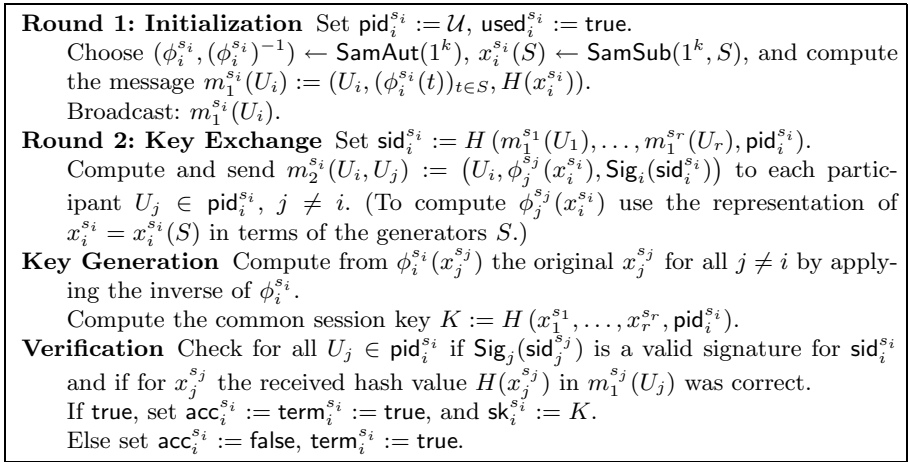 Round 1: Initialization Set pid_i^{s_i} := 𝒰, used_i^{s_i} := true.
Choose (ϕ_i^{s_i}, (ϕ_i^{s_i})^{-1}) ← SamAut(1^k), x_i^{s_i}(S) ← SamSub(1^k, S), and compute
the message m_1^{s_i}(U_i) := (U_i, (ϕ_i^{s_i}(t))_{t∈S}, H(x_i^{s_i})).
Broadcast: m_1^{s_i}(U_i).
Round 2: Key Exchange Set sid_i^{s_i} := H (m_1^{s_1}(U_1), . . . , m_1^{s_r}(U_r), pid_i^{s_i}).
Compute and send m_2^{s_i}(U_i, U_j) := (U_i, ϕ_j^{s_j}(x_i^{s_i}), Sig_i(sid_i^{s_i})) to each partic-
ipant U_j ∈ pid_i^{s_i}, j ≠ i. (To compute ϕ_j^{s_j}(x_i^{s_i}) use the representation of
x_i^{s_i} = x_i^{s_i}(S) in terms of the generators S.)
Key Generation Compute from ϕ_i^{s_i}(x_j^{s_j}) the original x_j^{s_j} for all j ≠ i by apply-
ing the inverse of ϕ_i^{s_i}.
Compute the common session key K := H (x_1^{s_1}, . . . , x_r^{s_r}, pid_i^{s_i}).
Verification Check for all U_j ∈ pid_i^{s_i} if Sig_j(sid_j^{s_j}) is a valid signature for sid_i^{s_i}
and if for x_j^{s_j} the received hash value H(x_j^{s_j}) in m_1^{s_j}(U_j) was correct.
If true, set acc_i^{s_i} := term_i^{s_i} := true, and sk_i^{s_i} := K.
Else set acc_i^{s_i} := false, term_i^{s_i} := true.